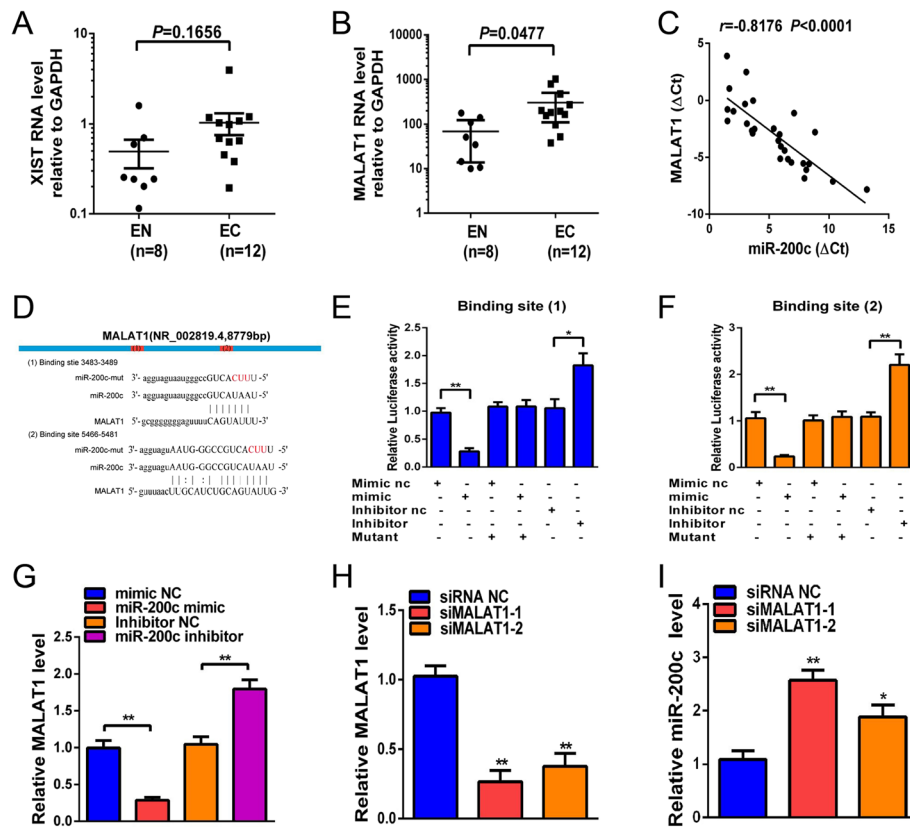 A
P=0.1656
XIST RNA level
relative to GAPDH
10
1
0.1
EN
(n=8)
EC
(n=12)
B
P=0.0477
MALAT1 RNA level
relative to GAPDH
10000
1000
100
10
1
EN
(n=8)
EC
(n=12)
C
r=-0.8176 P<0.0001
MALAT1 (ΔCt)
5
0
-5
-10
0
5
10
15
miR-200c (ΔCt)
D
MALAT1(NR_002819.4,8779bp)
(1)
(2)
(1) Binding stie 3483-3489
miR-200c-mut 3'- agguaguaaugggccGUCACUUU -5'
miR-200c 3'- agguaguaaugggccGUCAUAAU -5'
MALAT1 5'- gcgggggggaguuuuCAGUAUUU -3'
(2) Binding site 5466-5481
miR-200c-mut 3'- agguaguAAUG-GGCCGUCACUUU -5'
miR-200c 3'- agguaguAAUG-GGCCGUCAUAAU -5'
MALAT1 5'- guuuaacUUGCAUCUGCAGUAUUG -3'
E
Binding site (1)
Relative Luciferase activity
2.5
2.0
1.5
1.0
0.5
0.0
**
*
Mimic nc + - + - - -
mimic - + - + - -
Inhibitor nc - - - - + -
Inhibitor - - - - - +
Mutant - - + + - -
F
Binding site (2)
Relative Luciferase activity
3
2
2
1
1
0
**
**
Mimic nc + - + - - -
mimic - + - + - -
Inhibitor nc - - - - + -
Inhibitor - - - - - +
Mutant - - + + - -
G
mimic NC
miR-200c mimic
Inhibitor NC
miR-200c inhibitor
Relative MALAT1 level
2.5
2.0
1.5
1.0
0.5
0.0
**
**
H
siRNA NC
siMALAT1-1
siMALAT1-2
Relative MALAT1 level
1.5
1.0
0.5
0.0
**
**
I
siRNA NC
siMALAT1-1
siMALAT1-2
Relative miR-200c level
4
3
2
1
0
**
*